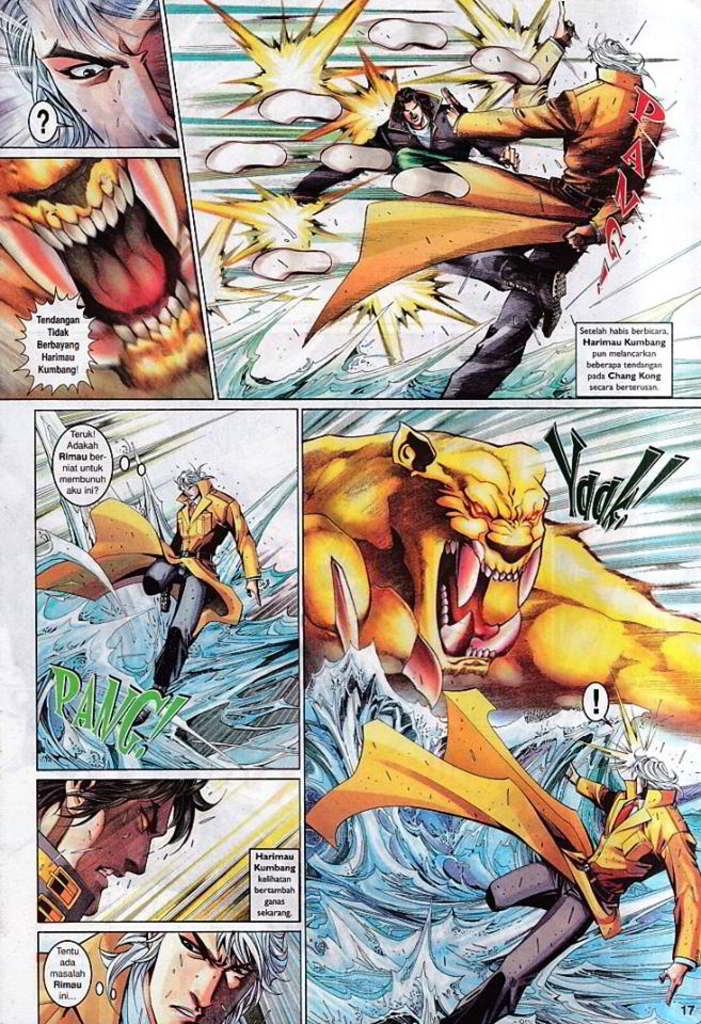 ?
PANG!
Tendangan
Tidak
Berbayang
Harimau
Kumbang!
Setelah habis berbicara,
Harimau Kumbang
pun melancarkan
beberapa tendangan
pada Chang Kong
secara berterusan.
Teruk!
Adakah
Rimau ber-
niat untuk
membunuh
aku ini?
PANG!
Yaak!!
!
Harimau
Kumbang
kelihatan
bertambah
ganas
sekarang.
Tentu
ada
masalah
Rimau
ini...
17